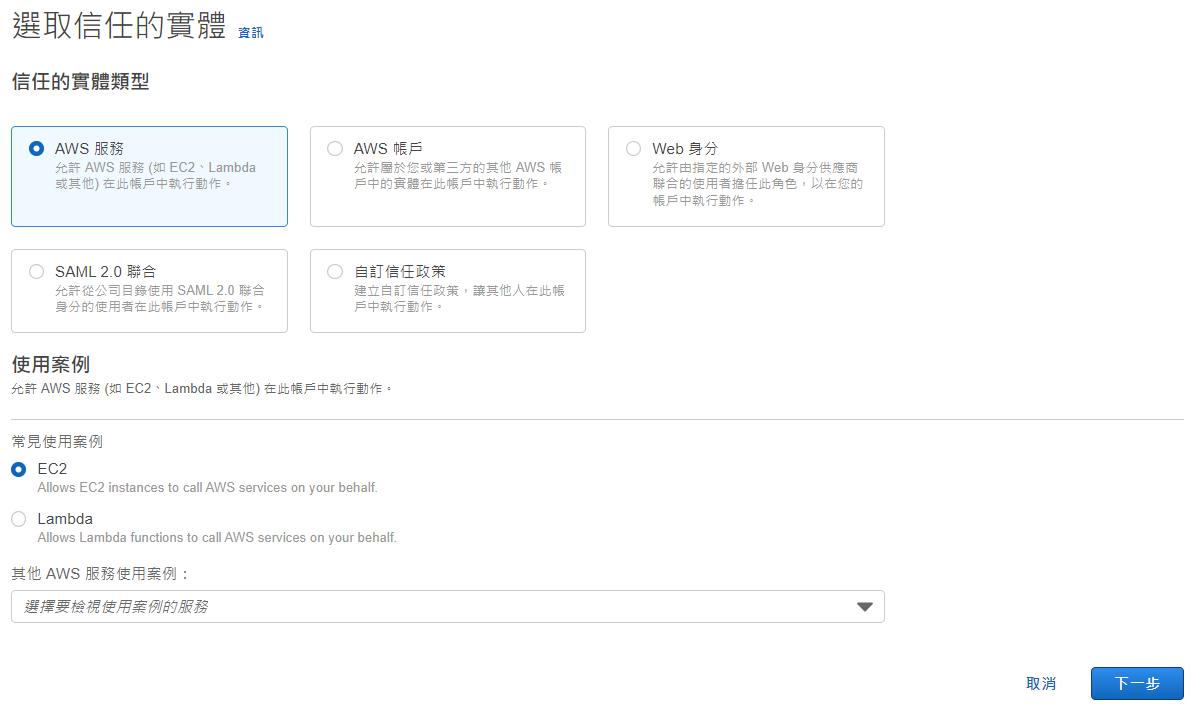 選取信任的實體 資訊
信任的實體類型
AWS 服務
允許 AWS 服務 (如 EC2、Lambda
或其他) 在此帳戶中執行動作。
AWS 帳戶
允許屬於您或第三方的其他 AWS 帳
戶中的實體在此帳戶中執行動作。
Web 身分
允許由指定的外部 Web 身分供應商
聯合的使用者擔任此角色，以在您的
帳戶中執行動作。
SAML 2.0 聯合
允許從公司目錄使用 SAML 2.0 聯合
身分的使用者在此帳戶中執行動作。
自訂信任政策
建立自訂信任政策，讓其他人在此帳
戶中執行動作。
使用案例
允許 AWS 服務 (如 EC2、Lambda 或其他) 在此帳戶中執行動作。
常見使用案例
EC2
Allows EC2 instances to call AWS services on your behalf.
Lambda
Allows Lambda functions to call AWS services on your behalf.
其他 AWS 服務使用案例：
選擇要檢視使用案例的服務
取消 下一步